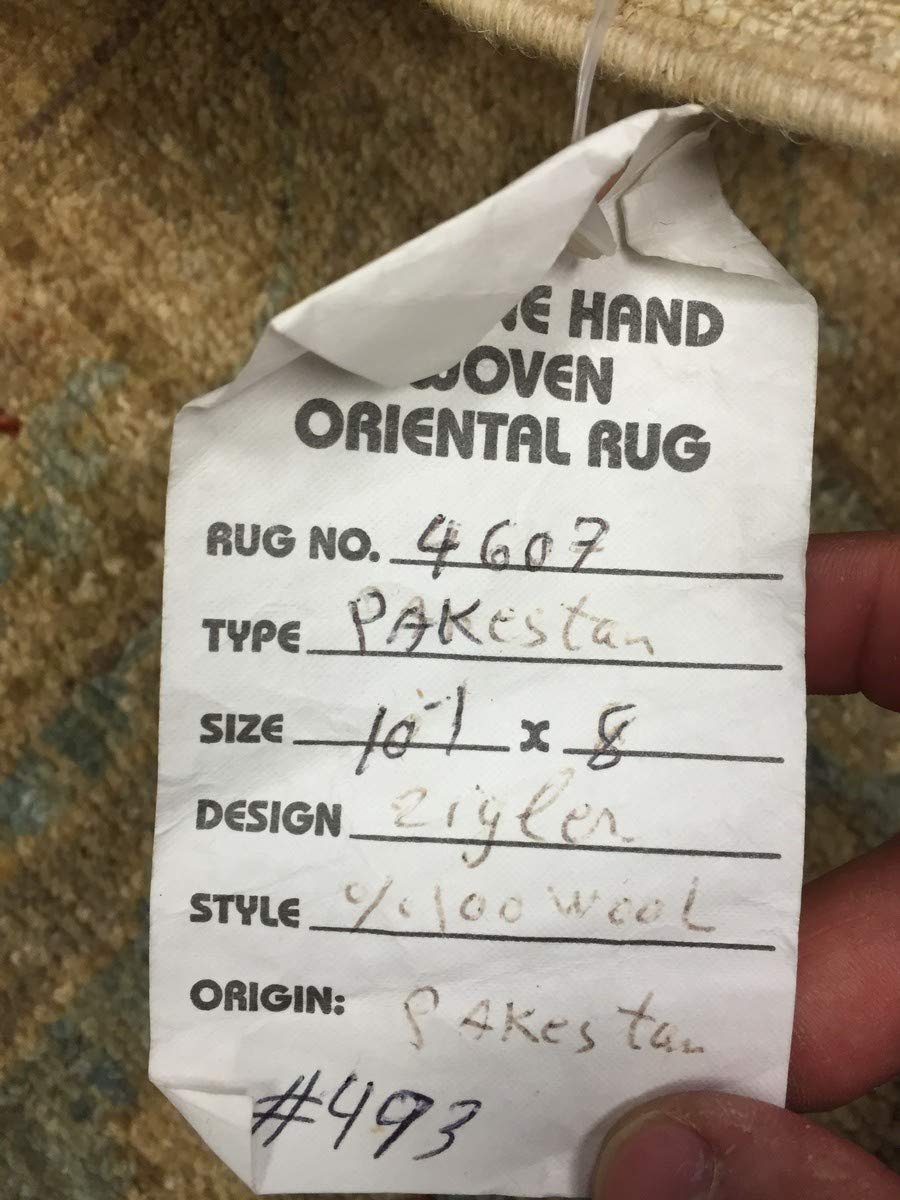 HAND
WOVEN
ORIENTAL RUG
RUG NO. 4607
TYPE PAKestan
SIZE 10-1 x 8
DESIGN zigler
STYLE %100 wool
ORIGIN: PAKestan
#493